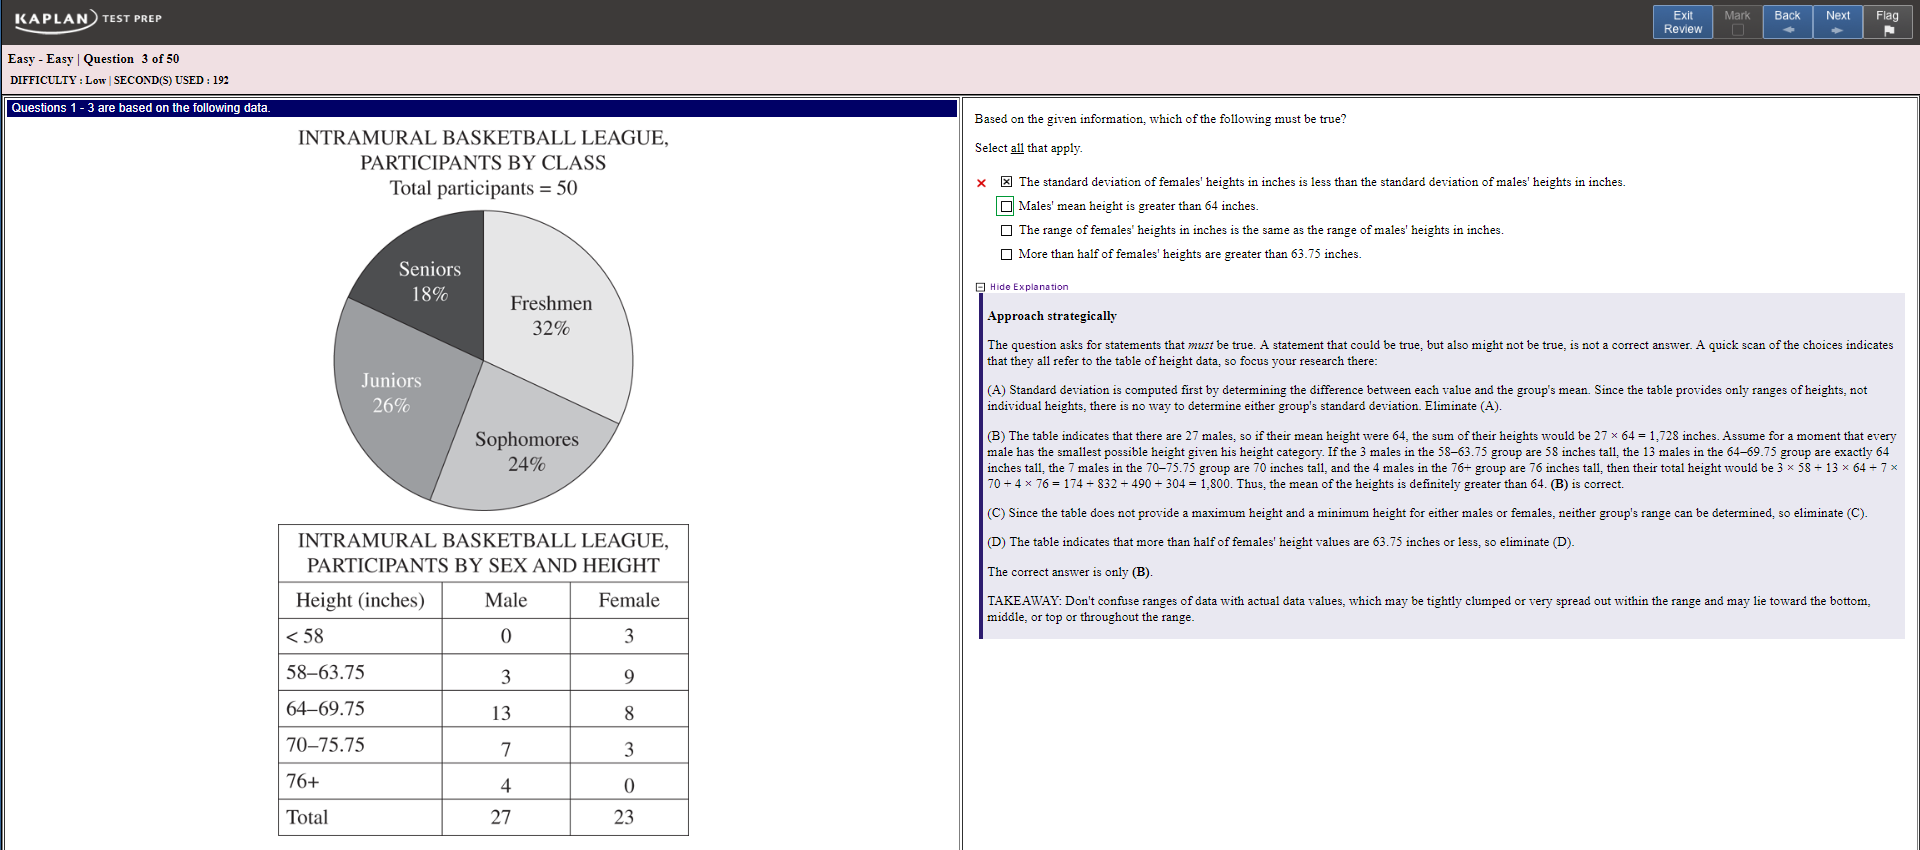 KAPLAN TEST PREP
Exit Review
Mark
Back
Next
Flag
Easy - Easy | Question 3 of 50
DIFFICULTY : Low | SECOND(S) USED : 192
Questions 1 - 3 are based on the following data.
INTRAMURAL BASKETBALL LEAGUE,
PARTICIPANTS BY CLASS
Total participants = 50
Seniors
18%
Freshmen
32%
Juniors
26%
Sophomores
24%
INTRAMURAL BASKETBALL LEAGUE,
PARTICIPANTS BY SEX AND HEIGHT
Height (inches) Male Female
< 58 0 3
58–63.75 3 9
64–69.75 13 8
70–75.75 7 3
76+ 4 0
Total 27 23
Based on the given information, which of the following must be true?
Select all that apply.
The standard deviation of females' heights in inches is less than the standard deviation of males' heights in inches.
Males' mean height is greater than 64 inches.
The range of females' heights in inches is the same as the range of males' heights in inches.
More than half of females' heights are greater than 63.75 inches.
Hide Explanation
Approach strategically
The question asks for statements that must be true. A statement that could be true, but also might not be true, is not a correct answer. A quick scan of the choices indicates
that they all refer to the table of height data, so focus your research there:
(A) Standard deviation is computed first by determining the difference between each value and the group's mean. Since the table provides only ranges of heights, not
individual heights, there is no way to determine either group's standard deviation. Eliminate (A).
(B) The table indicates that there are 27 males, so if their mean height were 64, the sum of their heights would be 27 × 64 = 1,728 inches. Assume for a moment that every
male has the smallest possible height given his height category. If the 3 males in the 58–63.75 group are 58 inches tall, the 13 males in the 64–69.75 group are exactly 64
inches tall, the 7 males in the 70–75.75 group are 70 inches tall, and the 4 males in the 76+ group are 76 inches tall, then their total height would be 3 × 58 + 13 × 64 + 7 ×
70 + 4 × 76 = 174 + 832 + 490 + 304 = 1,800. Thus, the mean of the heights is definitely greater than 64. (B) is correct.
(C) Since the table does not provide a maximum height and a minimum height for either males or females, neither group's range can be determined, so eliminate (C).
(D) The table indicates that more than half of females' height values are 63.75 inches or less, so eliminate (D).
The correct answer is only (B).
TAKEAWAY: Don't confuse ranges of data with actual data values, which may be tightly clumped or very spread out within the range and may lie toward the bottom,
middle, or top or throughout the range.